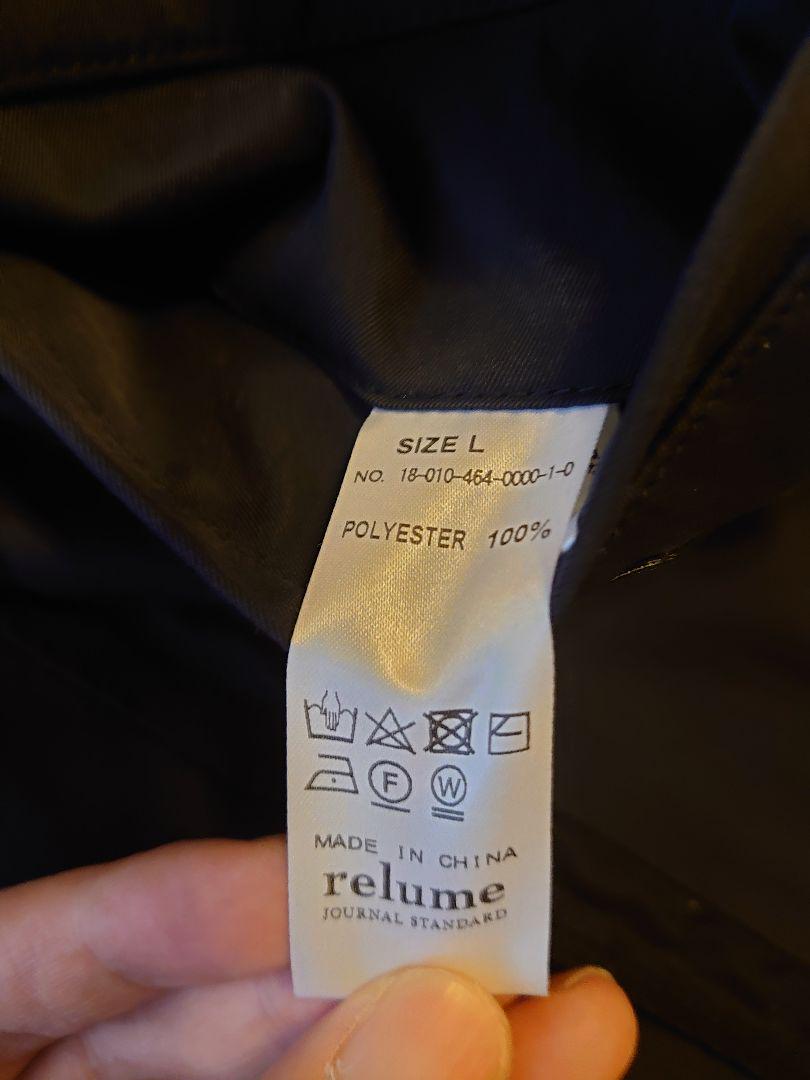 SIZE L
NO. 18-010-464-0000-1-0
POLYESTER 100%
F W
MADE IN CHINA
relume
JOURNAL STANDARD